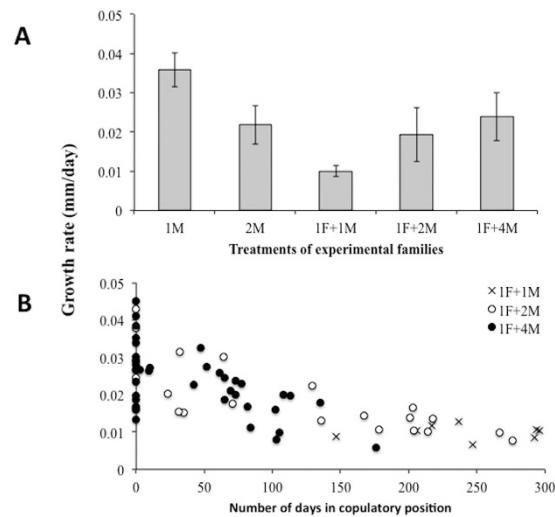 A
0.05
0.04
0.03
0.02
0.01
0
1M 2M 1F+1M 1F+2M 1F+4M
Treatments of experimental families
Growth rate (mm/day)
B
0.05
0.04
0.03
0.02
0.01
0
0 50 100 150 200 250 300
1F+1M
1F+2M
1F+4M
Number of days in copulatory position